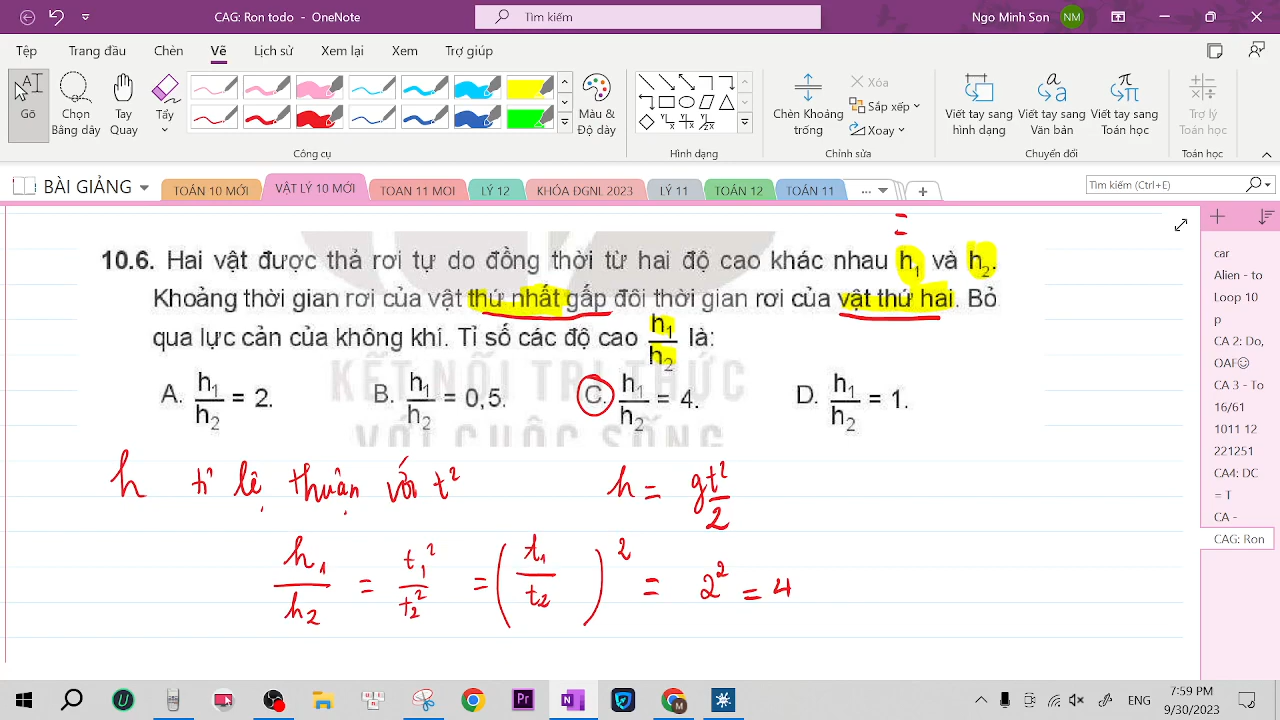 CAG: Ron todo - OneNote
Tìm kiếm
Ngo Minh Son
NM
Tệp
Trang đầu
Chèn
Vẽ
Lịch sử
Xem lại
Xem
Trợ giúp
Gõ
Chọn Bằng dây
Tay Quay
Màu & Độ dày
Chèn Khoảng trống
Xóa
Sắp xếp
Xoay
Viết tay sang hình dạng
Viết tay sang Văn bản
Viết tay sang Toán học
Trợ lý Toán học
Công cụ
Hình dạng
Chỉnh sửa
Chuyển đổi
Toán học
BÀI GIẢNG
TOÁN 10 MỚI
VẬT LÝ 10 MỚI
TOAN 11 MOI
LÝ 12
KHÓA ĐGNL 2023
LÝ 11
TOÁN 12
TOÁN 11
...
Tìm kiếm (Ctrl+E)
10.6. Hai vật được thả rơi tự do đồng thời từ hai độ cao khác nhau h₁ và h₂.
Khoảng thời gian rơi của vật thứ nhất gấp đôi thời gian rơi của vật thứ hai. Bỏ
qua lực cản của không khí. Tỉ số các độ cao h₁/h₂ là:
A. h₁/h₂ = 2.
B. h₁/h₂ = 0,5.
C. h₁/h₂ = 4.
D. h₁/h₂ = 1.
KẾT NỐI TRI THỨC
VỚI CUỘC SỐNG
h tỉ lệ thuận với t²
h = gt²/2
h₁/h₂ = t₁²/t₂² = (t₁/t₂)² = 2² = 4
car
Alien - to
Loop 10
p
CA 2: Do,
OAF
CA 3: - To
16/61
1011 12
221251
CA4: DC
= T
CA -
CAG: Ron
ENG
7:59 PM
9/30/2023